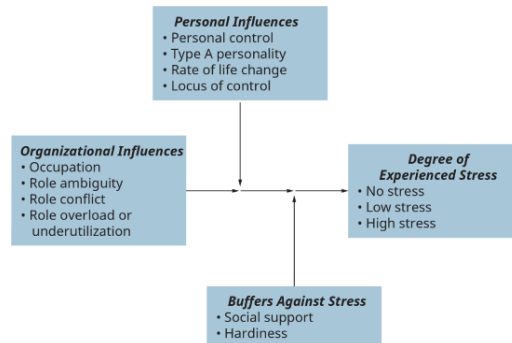 Personal Influences
• Personal control
• Type A personality
• Rate of life change
• Locus of control
Organizational Influences
• Occupation
• Role ambiguity
• Role conflict
• Role overload or
underutilization
Degree of
Experienced Stress
• No stress
• Low stress
• High stress
Buffers Against Stress
• Social support
• Hardiness